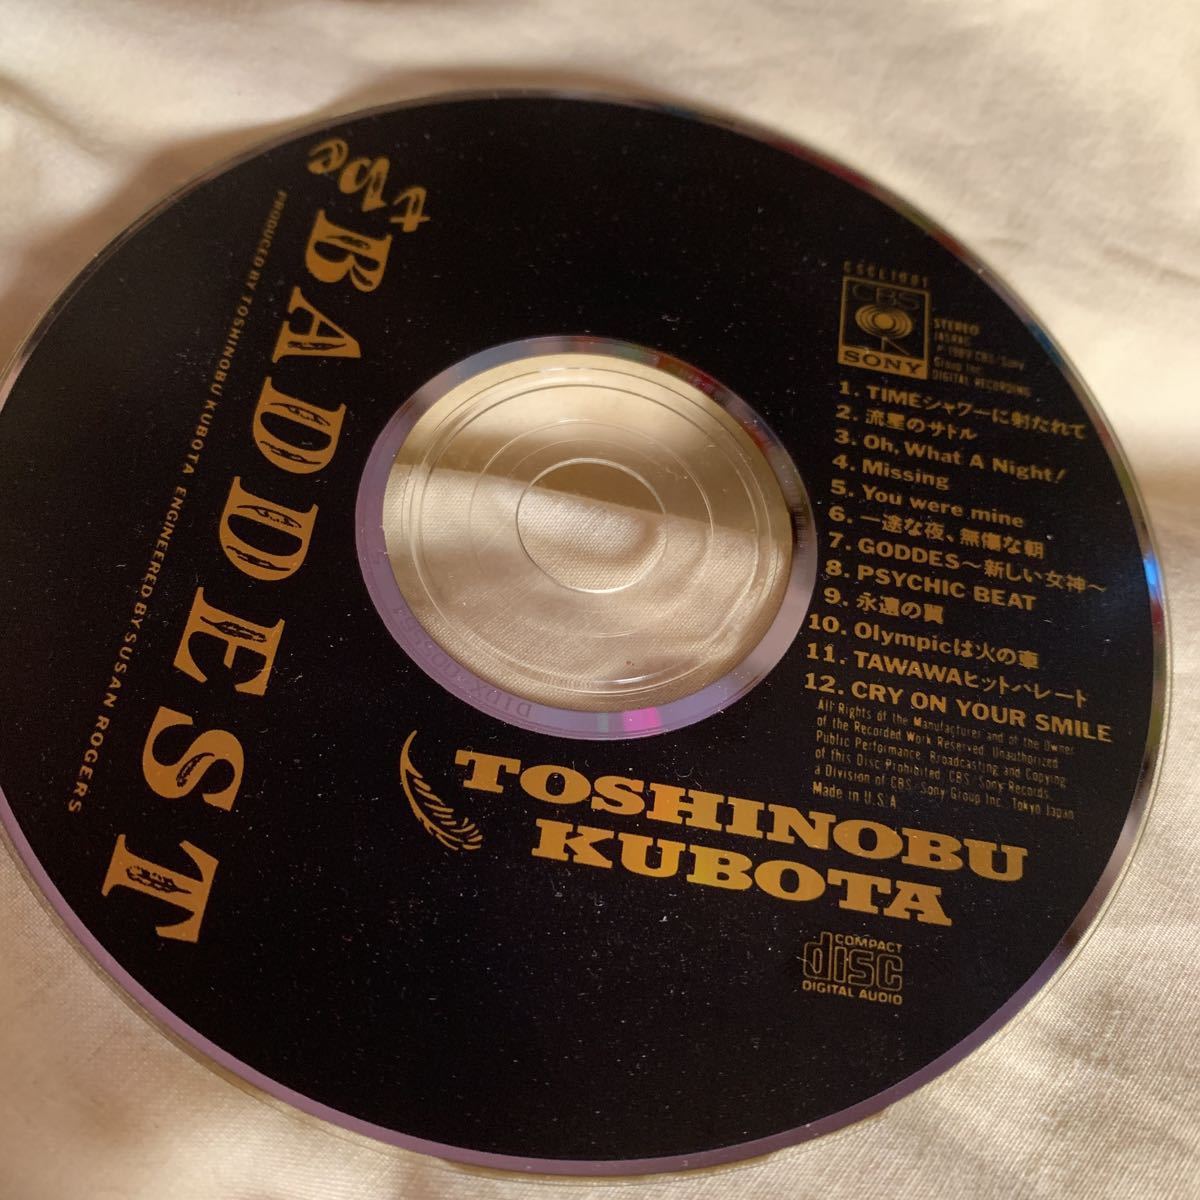 the
BADDEST
PRODUCED BY TOSHINOBU KUBOTA ENGINEERED BY SUSAN ROGERS
CBS
SONY
STEREO
℗ 1989 CBS/Sony
Group Inc.
DIGITAL RECORDING
1. TIMEシャワーに射たれて
2. 流星のサドル
3. Oh, What A Night!
4. Missing
5. You were mine
6. 一途な夜、無傷な朝
7. GODDES〜新しい女神〜
8. PSYCHIC BEAT
9. 永遠の翼
10. Olympicは火の車
11. TAWAWAヒットパレード
12. CRY ON YOUR SMILE
All Rights of the Manufacturer and of the Owner
of the Recorded Work Reserved. Unauthorized
Public Performance, Broadcasting and Copying
of this Disc Prohibited. CBS/Sony Records,
a Division of CBS/Sony Group Inc. Tokyo Japan
Made in U.S.A.
TOSHINOBU
KUBOTA
COMPACT
disc
DIGITAL AUDIO